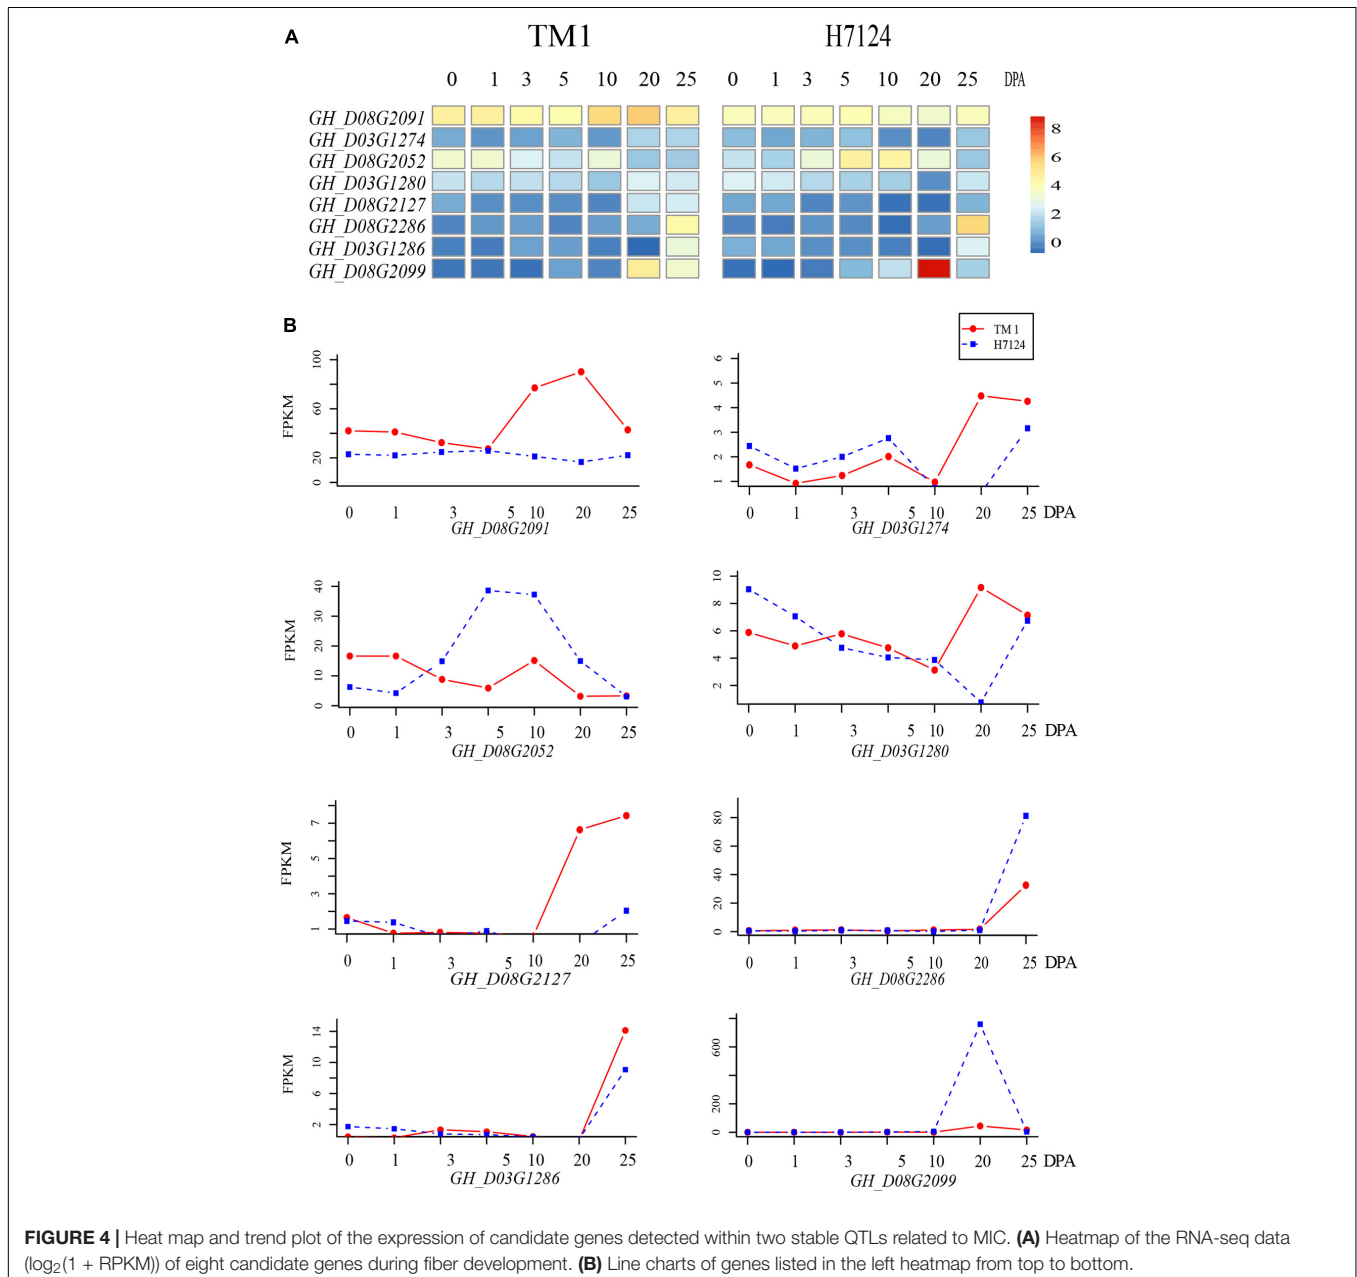 A
TM1 H7124
0 1 3 5 10 20 25 0 1 3 5 10 20 25 DPA
GH_D08G2091
GH_D03G1274
GH_D08G2052
GH_D03G1280
GH_D08G2127
GH_D08G2286
GH_D03G1286
GH_D08G2099
8
6
4
2
0
B
TM 1
H7124
FPKM
100
60
20
0
0 1 3 5 10 20 25
GH_D08G2091
6
5
4
3
2
1
0 1 3 5 10 20 25 DPA
GH_D03G1274
FPKM
40
30
20
10
0
0 1 3 5 10 20 25
GH_D08G2052
10
8
6
4
2
0 1 3 5 10 20 25 DPA
GH_D03G1280
FPKM
7
5
3
1
0 1 3 5 10 20 25
GH_D08G2127
80
60
40
20
0
0 1 3 5 10 20 25 DPA
GH_D08G2286
FPKM
14
10
6
2
0 1 3 5 10 20 25
GH_D03G1286
600
200
0
0 1 3 5 10 20 25 DPA
GH_D08G2099
FIGURE 4 | Heat map and trend plot of the expression of candidate genes detected within two stable QTLs related to MIC. (A) Heatmap of the RNA-seq data
(log₂(1 + RPKM)) of eight candidate genes during fiber development. (B) Line charts of genes listed in the left heatmap from top to bottom.